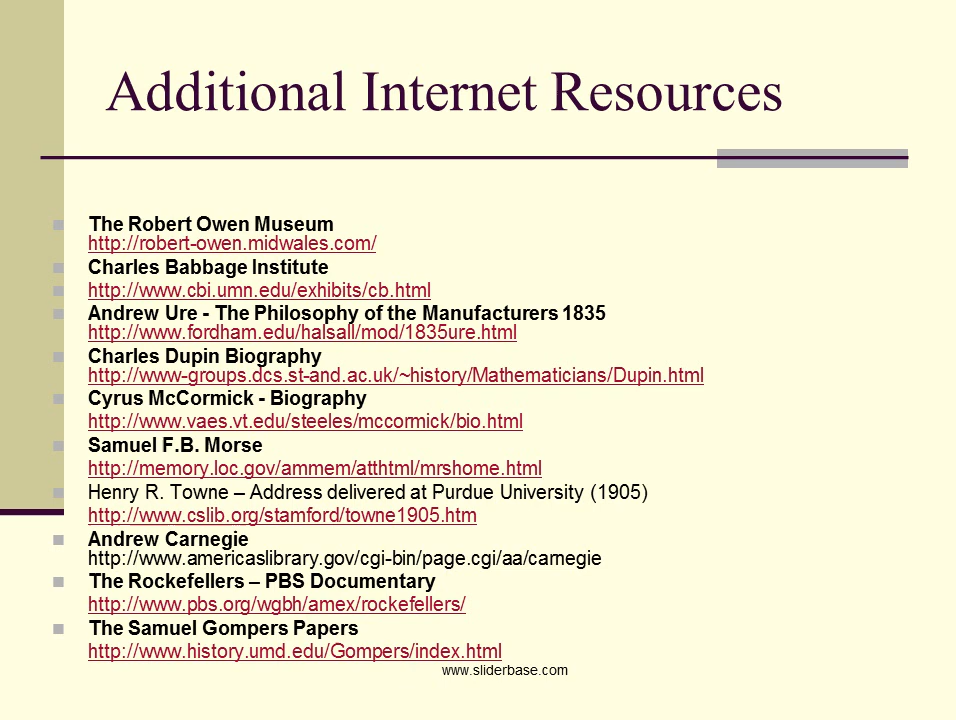 Additional Internet Resources
The Robert Owen Museum
http://robert-owen.midwales.com/
Charles Babbage Institute
http://www.cbi.umn.edu/exhibits/cb.html
Andrew Ure - The Philosophy of the Manufacturers 1835
http://www.fordham.edu/halsall/mod/1835ure.html
Charles Dupin Biography
http://www-groups.dcs.st-and.ac.uk/~history/Mathematicians/Dupin.html
Cyrus McCormick - Biography
http://www.vaes.vt.edu/steeles/mccormick/bio.html
Samuel F.B. Morse
http://memory.loc.gov/ammem/atthtml/mrshome.html
Henry R. Towne – Address delivered at Purdue University (1905)
http://www.cslib.org/stamford/towne1905.htm
Andrew Carnegie
http://www.americaslibrary.gov/cgi-bin/page.cgi/aa/carnegie
The Rockefellers – PBS Documentary
http://www.pbs.org/wgbh/amex/rockefellers/
The Samuel Gompers Papers
http://www.history.umd.edu/Gompers/index.html
www.sliderbase.com